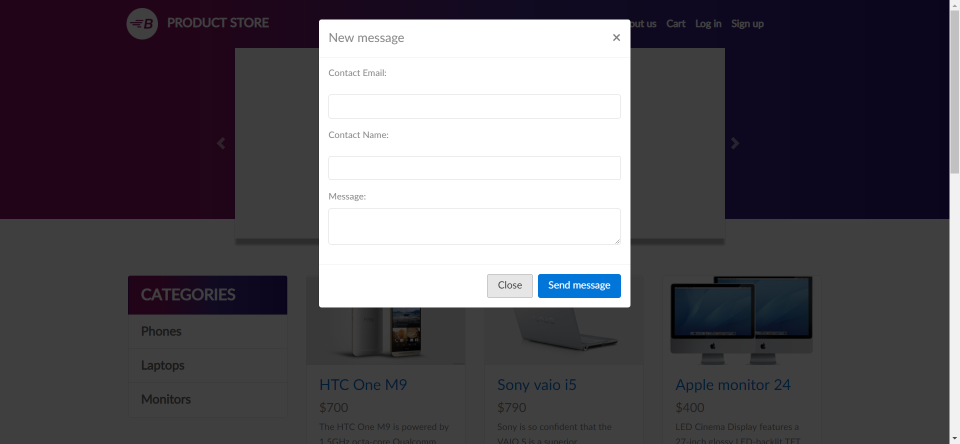 B PRODUCT STORE
out us Cart Log in Sign up
New message ×
Contact Email:
Contact Name:
Message:
Close Send message
CATEGORIES
Phones
Laptops
Monitors
HTC One M9
$700
The HTC One M9 is powered by
1.5GHz octa-core Qualcomm
Sony vaio i5
$790
Sony is so confident that the
VAIO S is a superior
Apple monitor 24
$400
LED Cinema Display features a
27-inch glossy LED-backlit TFT